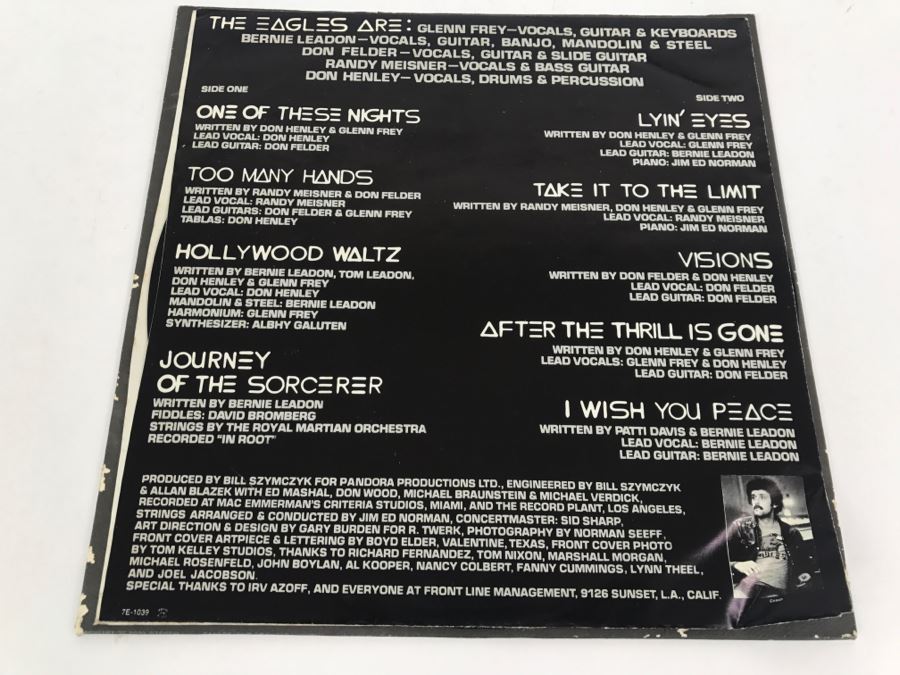 THE EAGLES ARE: GLENN FREY—VOCALS, GUITAR & KEYBOARDS
BERNIE LEADON—VOCALS, GUITAR, BANJO, MANDOLIN & STEEL
DON FELDER—VOCALS, GUITAR & SLIDE GUITAR
RANDY MEISNER—VOCALS & BASS GUITAR
DON HENLEY—VOCALS, DRUMS & PERCUSSION
SIDE ONE
ONE OF THESE NIGHTS
WRITTEN BY DON HENLEY & GLENN FREY
LEAD VOCAL: DON HENLEY
LEAD GUITAR: DON FELDER
TOO MANY HANDS
WRITTEN BY RANDY MEISNER & DON FELDER
LEAD VOCAL: RANDY MEISNER
LEAD GUITARS: DON FELDER & GLENN FREY
TABLAS: DON HENLEY
HOLLYWOOD WALTZ
WRITTEN BY BERNIE LEADON, TOM LEADON,
DON HENLEY & GLENN FREY
LEAD VOCAL: DON HENLEY
MANDOLIN & STEEL: BERNIE LEADON
HARMONIUM: GLENN FREY
SYNTHESIZER: ALBHY GALUTEN
JOURNEY
OF THE SORCERER
WRITTEN BY BERNIE LEADON
FIDDLES: DAVID BROMBERG
STRINGS BY THE ROYAL MARTIAN ORCHESTRA
RECORDED "IN ROOT"
SIDE TWO
LYIN' EYES
WRITTEN BY DON HENLEY & GLENN FREY
LEAD VOCAL: GLENN FREY
LEAD GUITAR: BERNIE LEADON
PIANO: JIM ED NORMAN
TAKE IT TO THE LIMIT
WRITTEN BY RANDY MEISNER, DON HENLEY & GLENN FREY
LEAD VOCAL: RANDY MEISNER
PIANO: JIM ED NORMAN
VISIONS
WRITTEN BY DON FELDER & DON HENLEY
LEAD VOCAL: DON FELDER
LEAD GUITAR: DON FELDER
AFTER THE THRILL IS GONE
WRITTEN BY DON HENLEY & GLENN FREY
LEAD VOCALS: GLENN FREY & DON HENLEY
LEAD GUITAR: DON FELDER
I WISH YOU PEACE
WRITTEN BY PATTI DAVIS & BERNIE LEADON
LEAD VOCAL: BERNIE LEADON
LEAD GUITAR: BERNIE LEADON
PRODUCED BY BILL SZYMCZYK FOR PANDORA PRODUCTIONS LTD., ENGINEERED BY BILL SZYMCZYK
& ALLAN BLAZEK WITH ED MASHAL, DON WOOD, MICHAEL BRAUNSTEIN & MICHAEL VERDICK,
RECORDED AT MAC EMMERMAN'S CRITERIA STUDIOS, MIAMI, AND THE RECORD PLANT, LOS ANGELES,
STRINGS ARRANGED & CONDUCTED BY JIM ED NORMAN, CONCERTMASTER: SID SHARP,
ART DIRECTION & DESIGN BY GARY BURDEN FOR R. TWERK, PHOTOGRAPHY BY NORMAN SEEFF,
FRONT COVER ARTPIECE & LETTERING BY BOYD ELDER, VALENTINE, TEXAS, FRONT COVER PHOTO
BY TOM KELLEY STUDIOS, THANKS TO RICHARD FERNANDEZ, TOM NIXON, MARSHALL MORGAN,
MICHAEL ROSENFELD, JOHN BOYLAN, AL KOOPER, NANCY COLBERT, FANNY CUMMINGS, LYNN THEEL,
AND JOEL JACOBSON.
SPECIAL THANKS TO IRV AZOFF, AND EVERYONE AT FRONT LINE MANAGEMENT, 9126 SUNSET, L.A., CALIF.
7E-1039